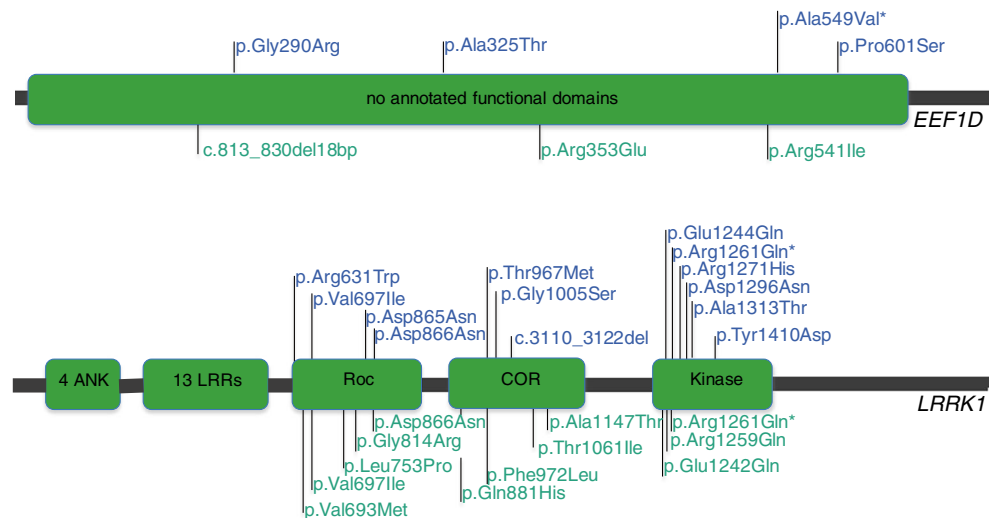 p.Ala549Val*
p.Gly290Arg
p.Ala325Thr
p.Pro601Ser
no annotated functional domains
EEF1D
c.813_830del18bp
p.Arg353Glu
p.Arg541Ile
p.Glu1244Gln
p.Arg1261Gln*
p.Arg1271His
p.Asp1296Asn
p.Ala1313Thr
p.Tyr1410Asp
p.Arg631Trp
p.Val697Ile
p.Asp865Asn
p.Asp866Asn
p.Thr967Met
p.Gly1005Ser
c.3110_3122del
4 ANK
13 LRRs
Roc
COR
Kinase
LRRK1
p.Asp866Asn
p.Gly814Arg
p.Leu753Pro
p.Val697Ile
p.Val693Met
p.Ala1147Thr
p.Thr1061Ile
p.Phe972Leu
p.Gln881His
p.Arg1261Gln*
p.Arg1259Gln
p.Glu1242Gln